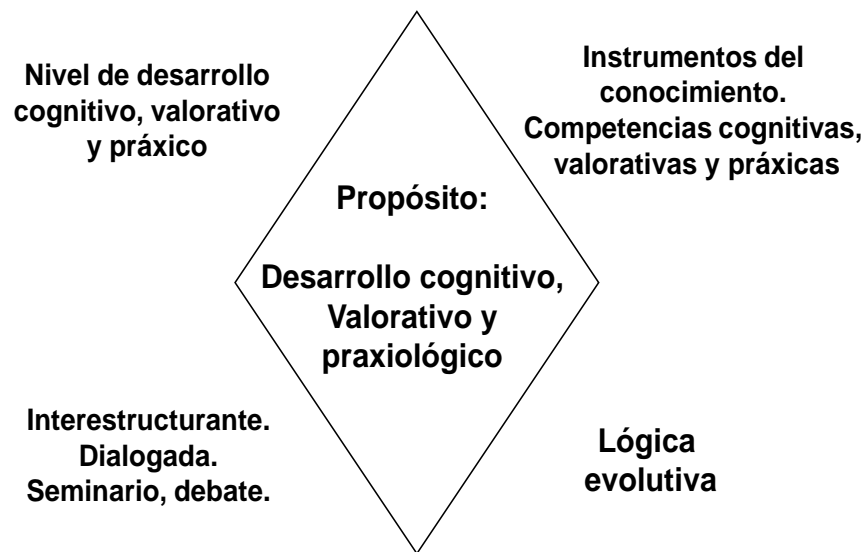 Nivel de desarrollo
cognitivo, valorativo
y práxico
Instrumentos del
conocimiento.
Competencias cognitivas,
valorativas y práxicas
Propósito:
Desarrollo cognitivo,
Valorativo y
praxiológico
Interestructurante.
Dialogada.
Seminario, debate.
Lógica
evolutiva